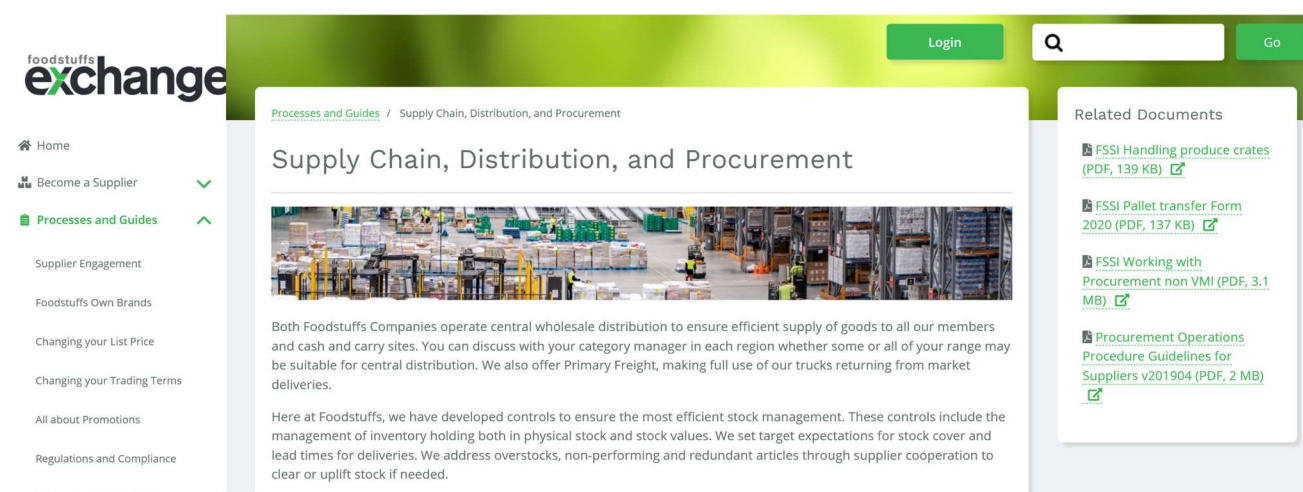 foodstuffs
exchange
Login
Go
Home
Become a Supplier
Processes and Guides
Supplier Engagement
Foodstuffs Own Brands
Changing your List Price
Changing your Trading Terms
All about Promotions
Regulations and Compliance
Processes and Guides / Supply Chain, Distribution, and Procurement
Supply Chain, Distribution, and Procurement
Both Foodstuffs Companies operate central wholesale distribution to ensure efficient supply of goods to all our members
and cash and carry sites. You can discuss with your category manager in each region whether some or all of your range may
be suitable for central distribution. We also offer Primary Freight, making full use of our trucks returning from market
deliveries.
Here at Foodstuffs, we have developed controls to ensure the most efficient stock management. These controls include the
management of inventory holding both in physical stock and stock values. We set target expectations for stock cover and
lead times for deliveries. We address overstocks, non-performing and redundant articles through supplier cooperation to
clear or uplift stock if needed.
Related Documents
FSSI Handling produce crates
(PDF, 139 KB)
FSSI Pallet transfer Form
2020 (PDF, 137 KB)
FSSI Working with
Procurement non VMI (PDF, 3.1
MB)
Procurement Operations
Procedure Guidelines for
Suppliers v201904 (PDF, 2 MB)